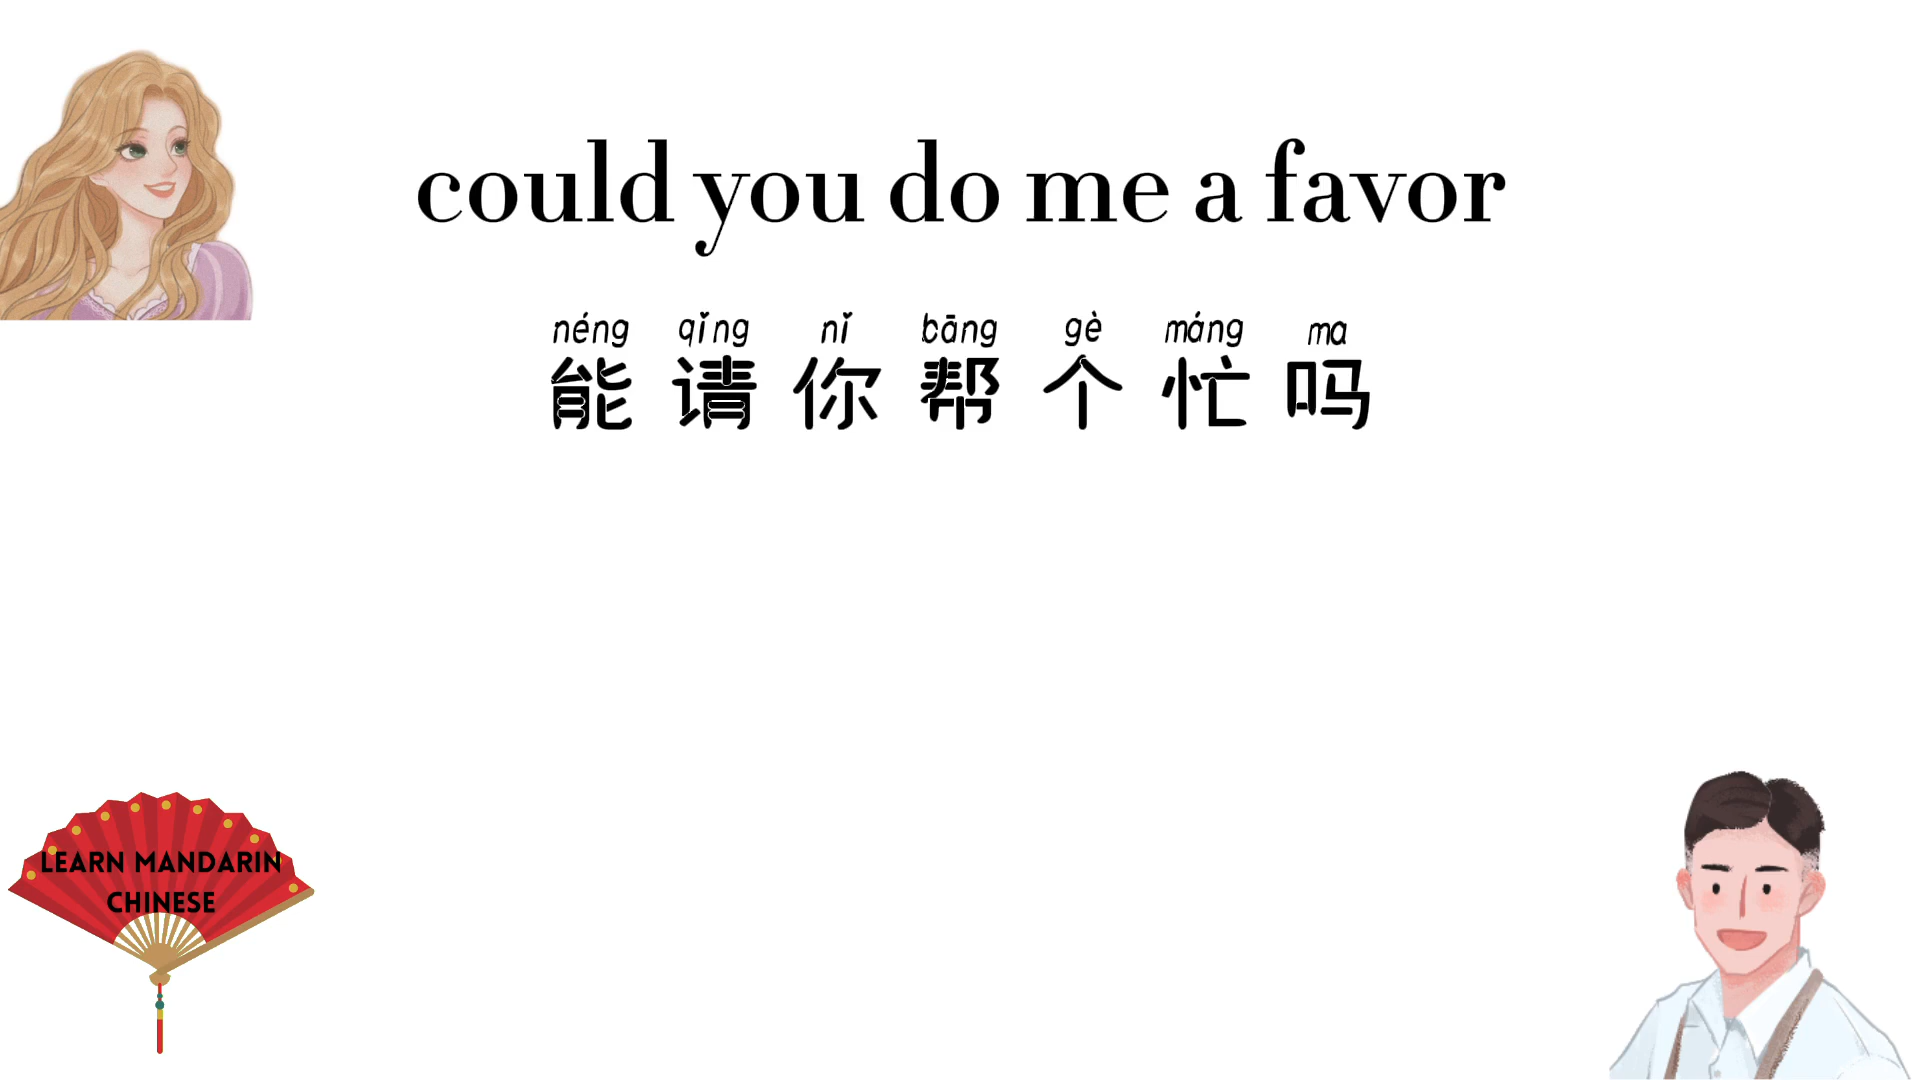 could you do me a favor
néng qǐng nǐ bāng gè máng ma
能请你帮个忙吗
LEARN MANDARIN
CHINESE